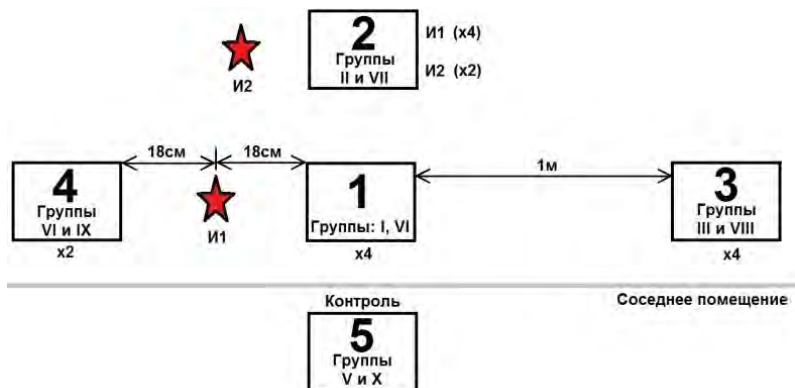 2
Группы
II и VII
И1 (x4)
И2 (x2)
И2
18см
18см
1м
4
Группы
VI и IX
x2
И1
1
Группы: I, VI
x4
3
Группы
III и VIII
x4
Соседнее помещение
Контроль
5
Группы
V и X